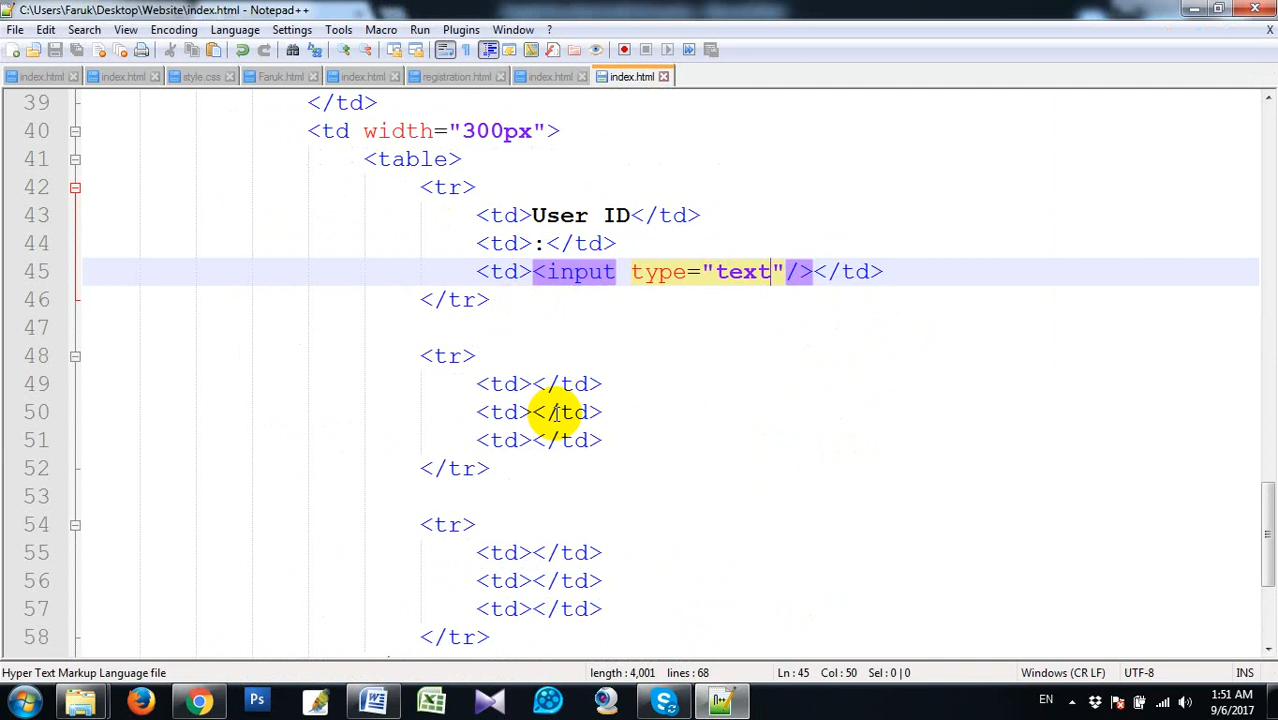 C:\Users\Faruk\Desktop\Website\index.html - Notepad++
File Edit Search View Encoding Language Settings Tools Macro Run Plugins Window ? X
index.html index.html style.css Faruk.html index.html registration.html index.html index.html
39 </td>
40 <td width="300px">
41 <table>
42 <tr>
43 <td>User ID</td>
44 <td>:</td>
45 <td><input type="text"/></td>
46 </tr>
47
48 <tr>
49 <td></td>
50 <td></td>
51 <td></td>
52 </tr>
53
54 <tr>
55 <td></td>
56 <td></td>
57 <td></td>
58 </tr>
Hyper Text Markup Language file length : 4,001 lines : 68 Ln : 45 Col : 50 Sel : 0 | 0 Windows (CR LF) UTF-8 INS
Ps EN 1:51 AM
9/6/2017